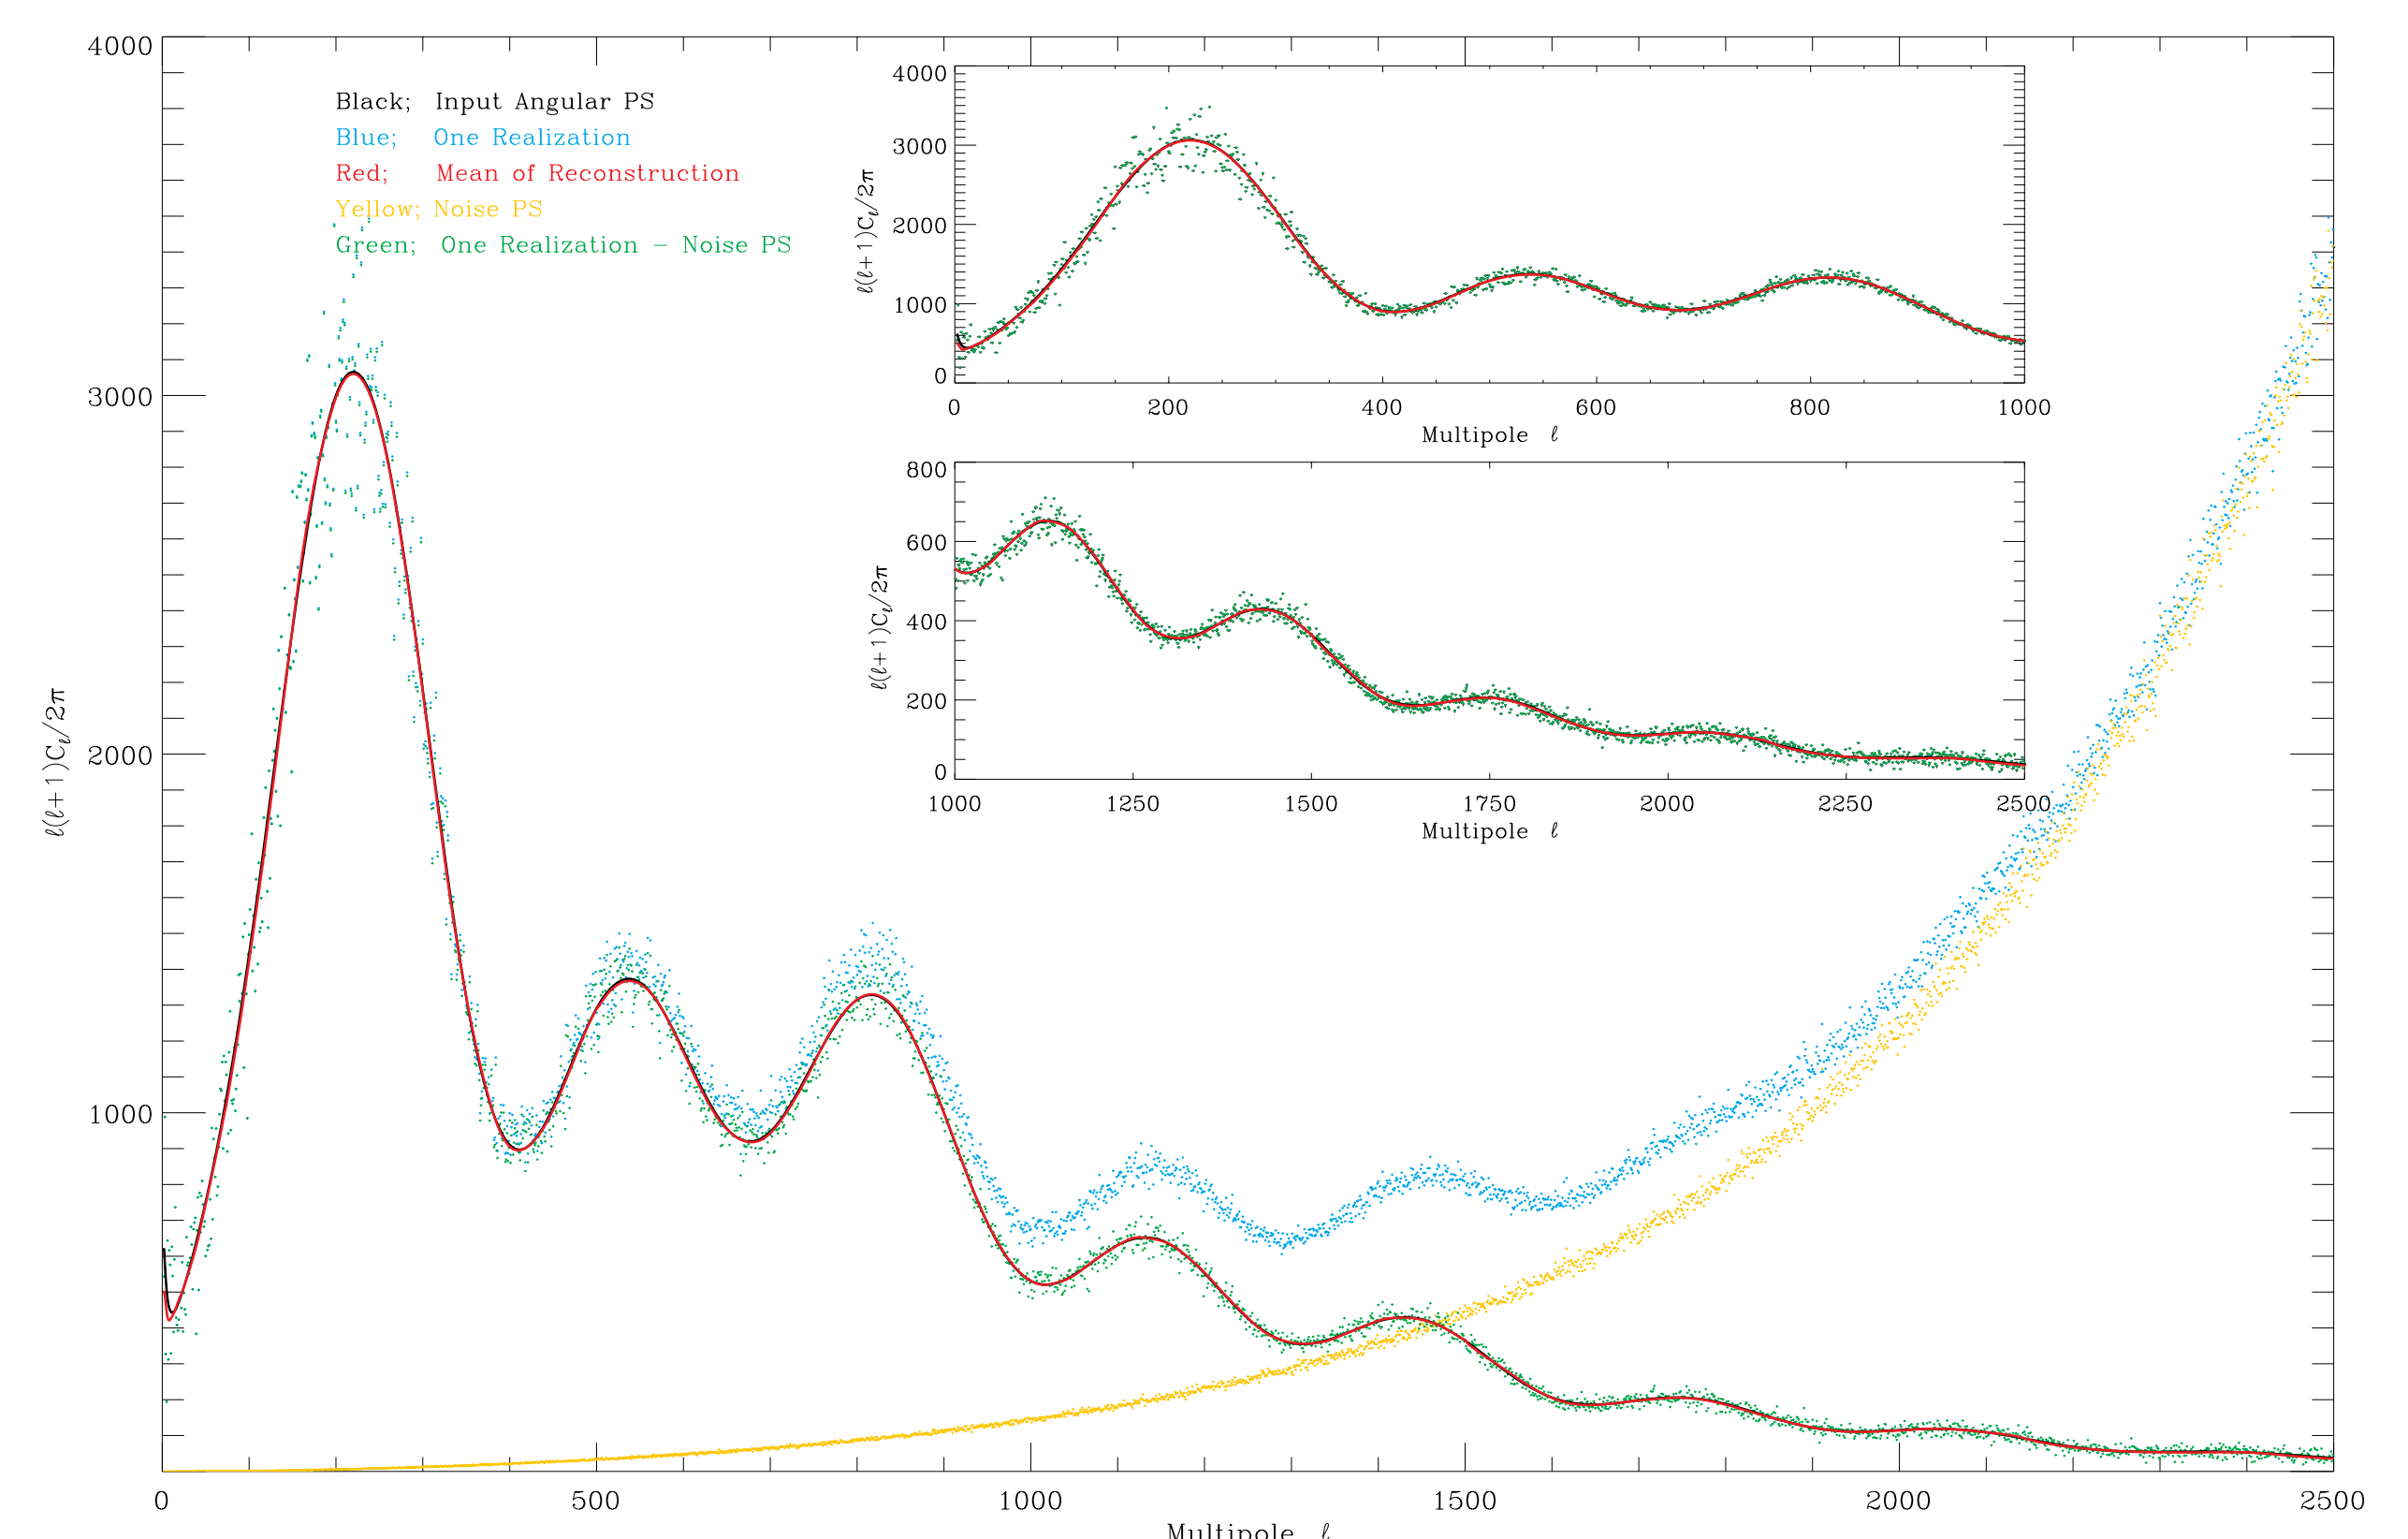 4000
3000
2000
1000
ℓ(ℓ+1)Cℓ/2π
Black; Input Angular PS
Blue; One Realization
Red; Mean of Reconstruction
Yellow; Noise PS
Green; One Realization − Noise PS
4000
3000
2000
1000
0
ℓ(ℓ+1)Cℓ/2π
0 200 400 600 800 1000
Multipole ℓ
800
600
400
200
0
ℓ(ℓ+1)Cℓ/2π
1000 1250 1500 1750 2000 2250 2500
Multipole ℓ
0 500 1000 1500 2000 2500
Multipole ℓ